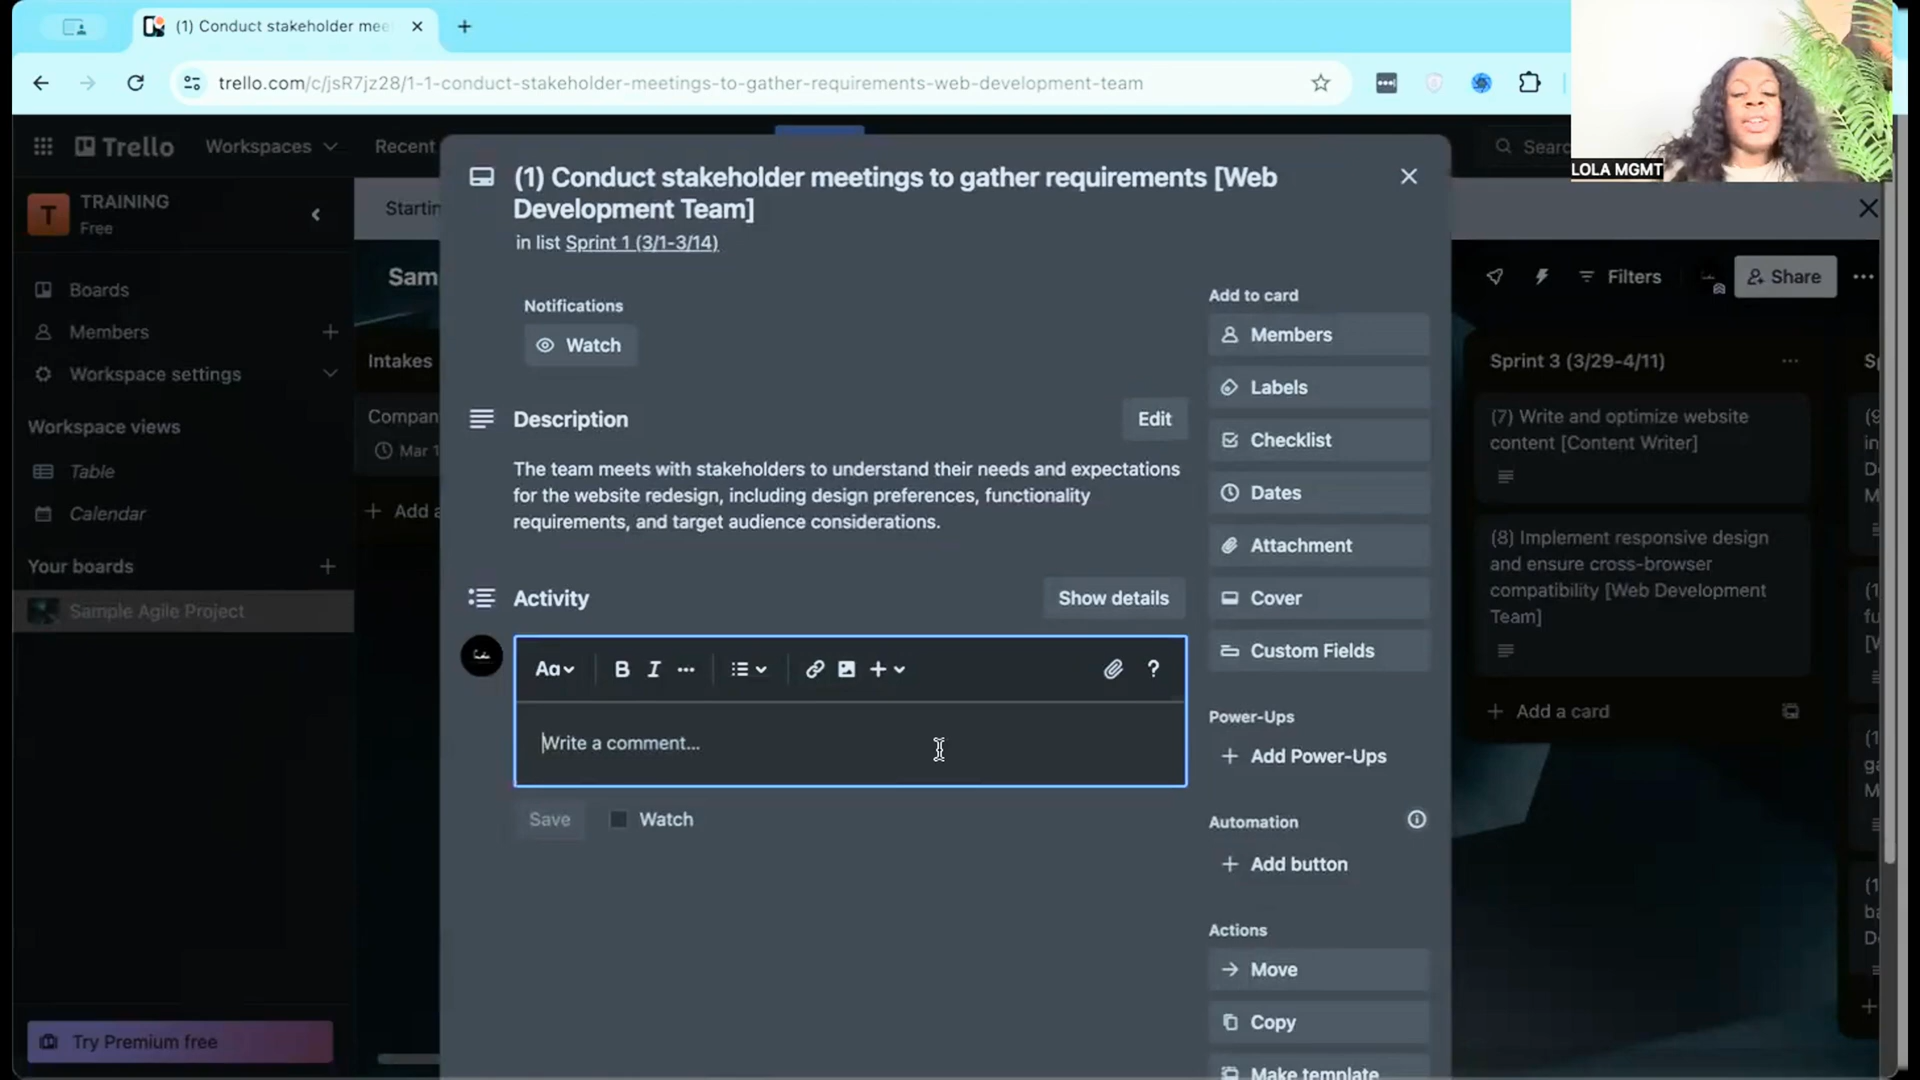 (1) Conduct stakeholder mee
trello.com/c/jsR7jz28/1-1-conduct-stakeholder-meetings-to-gather-requirements-web-development-team
LOLA MGMT
Trello
Workspaces
Recent
Searc
TRAINING
Free
Boards
Members
Workspace settings
Workspace views
Table
Calendar
Your boards
Sample Agile Project
Try Premium free
Startin
Sam
Intakes
Compan
Mar 1
Add a
(1) Conduct stakeholder meetings to gather requirements [Web
Development Team]
in list Sprint 1 (3/1-3/14)
Notifications
Watch
Description
Edit
The team meets with stakeholders to understand their needs and expectations
for the website redesign, including design preferences, functionality
requirements, and target audience considerations.
Activity
Show details
Aa
B
I
?
Write a comment...
Save
Watch
Add to card
Members
Labels
Checklist
Dates
Attachment
Cover
Custom Fields
Power-Ups
Add Power-Ups
Automation
Add button
Actions
Move
Copy
Make template
Filters
Share
Sprint 3 (3/29-4/11)
(7) Write and optimize website
content [Content Writer]
(8) Implement responsive design
and ensure cross-browser
compatibility [Web Development
Team]
Add a card